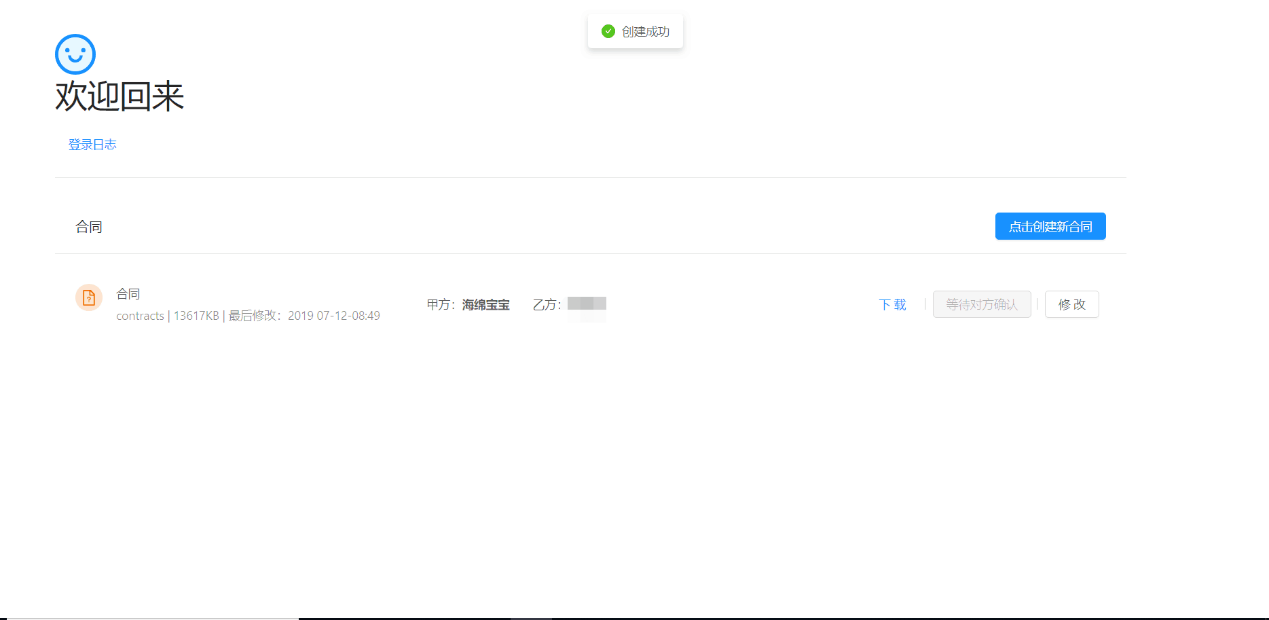 创建成功
欢迎回来
登录日志
合同
点击创建新合同
合同
contracts | 13617KB | 最后修改：2019 07-12-08:49
甲方：海绵宝宝 乙方：
下 载
等待对方确认
修 改